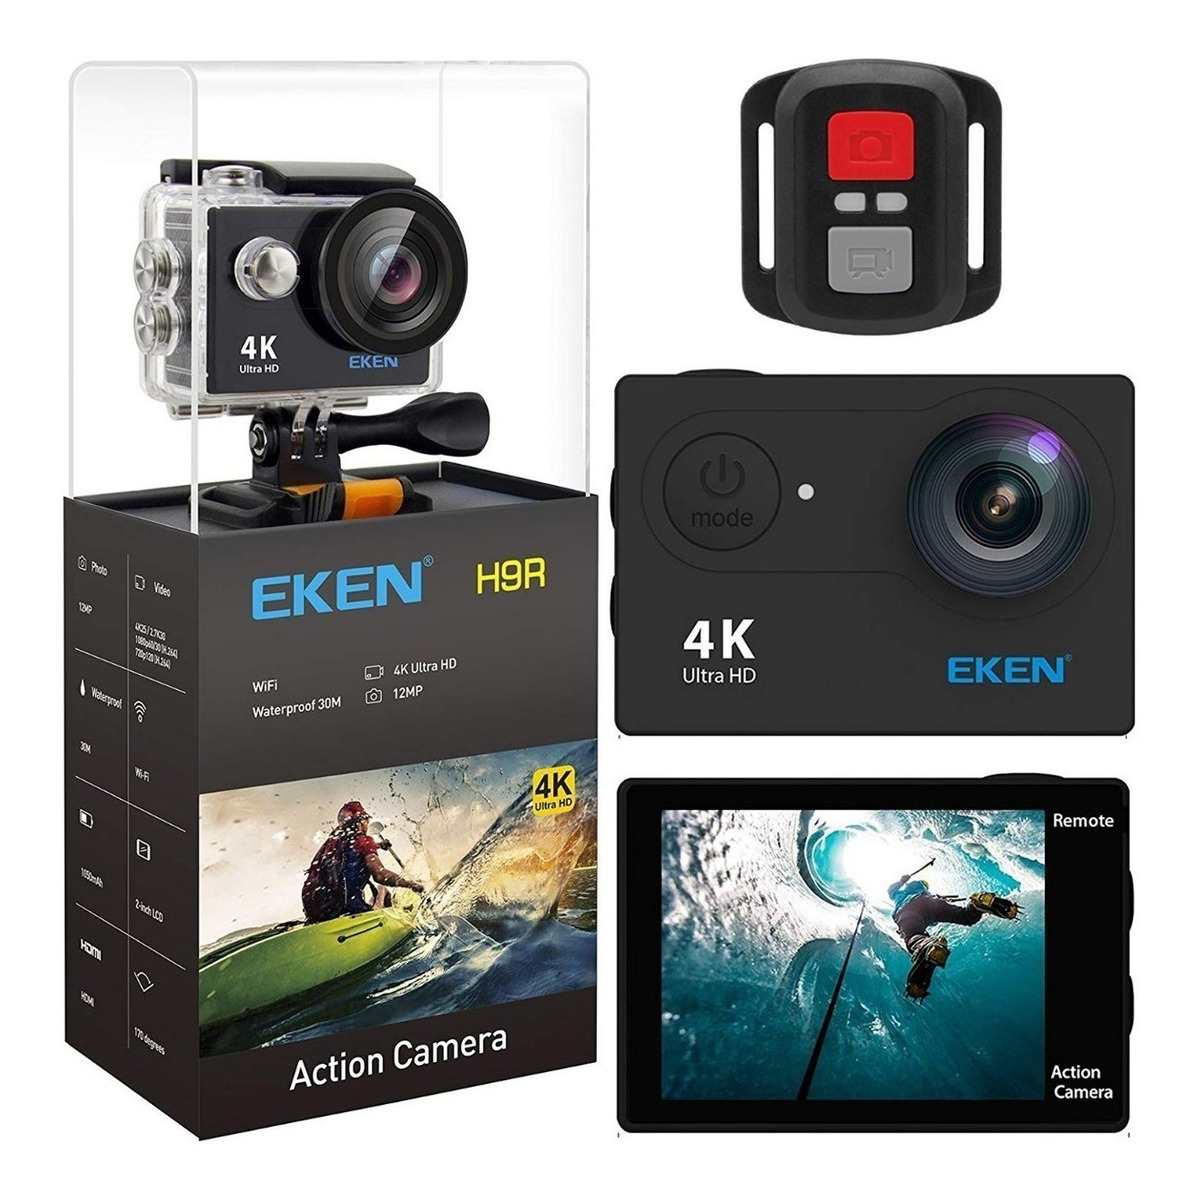 4K
Ultra HD
EKEN
EKEN® H9R
WiFi
Waterproof 30M
4K Ultra HD
12MP
Photo
12MP
Video
4K25 / 2.7K30
1080p60/30 (H.264)
720p120 (H.264)
Waterproof
30M
Wi-Fi
1050mAh
2-inch LCD
HDMI
HDMI
170 degrees
4K
Ultra HD
Action Camera
mode
4K
Ultra HD
EKEN®
Remote
Action
Camera